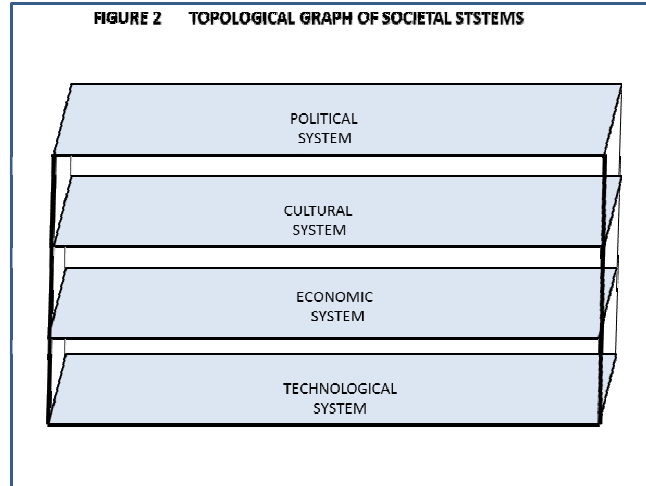 FIGURE 2 TOPOLOGICAL GRAPH OF SOCIETAL STSTEMS
POLITICAL
SYSTEM
CULTURAL
SYSTEM
ECONOMIC
SYSTEM
TECHNOLOGICAL
SYSTEM